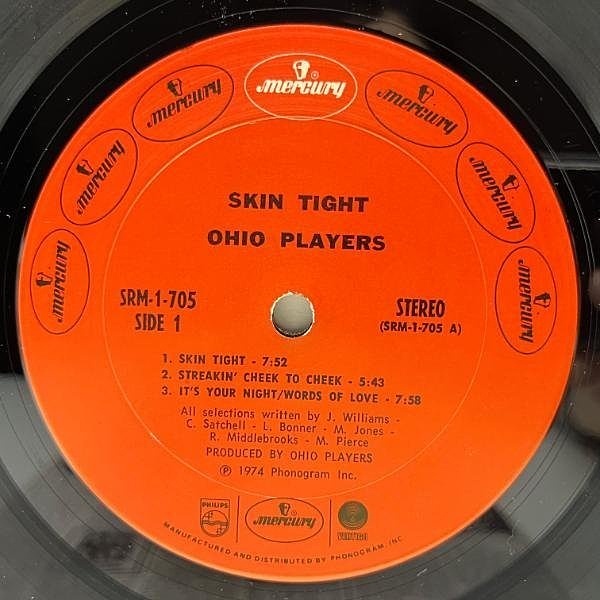 mercury
mercury
mercury
mercury®
mercury
mercury
mercury
SKIN TIGHT
OHIO PLAYERS
SRM-1-705
SIDE 1
STEREO
(SRM-1-705 A)
1. SKIN TIGHT - 7:52
2. STREAKIN' CHEEK TO CHEEK - 5:43
3. IT'S YOUR NIGHT/WORDS OF LOVE - 7:58
All selections written by J. Williams -
C. Satchell - L. Bonner - M. Jones -
R. Middlebrooks - M. Pierce
PRODUCED BY OHIO PLAYERS
℗ 1974 Phonogram Inc.
PHILIPS
mercury
VERTIGO
MANUFACTURED AND DISTRIBUTED BY PHONOGRAM, INC